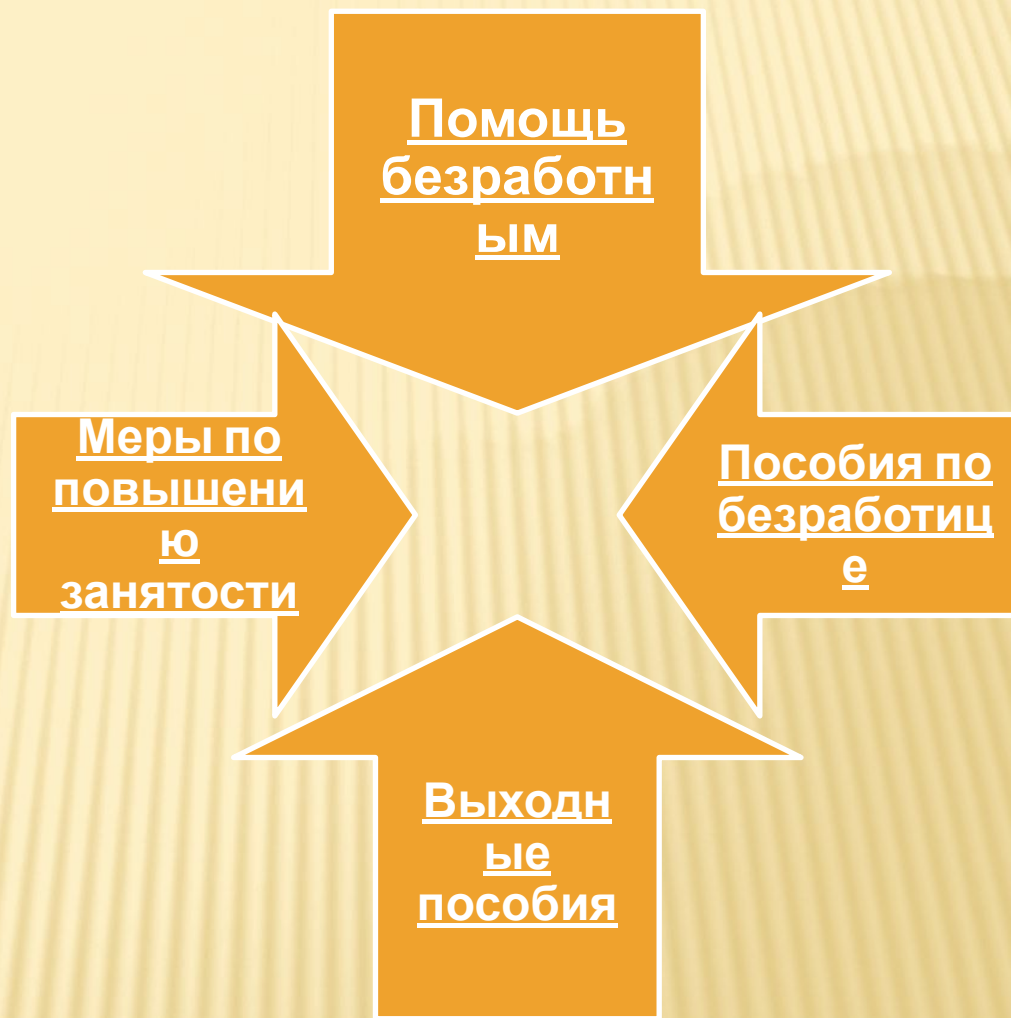 Помощь
безработн
ым
Меры по
повышени
ю
занятости
Пособия по
безработиц
е
Выходн
ые
пособия